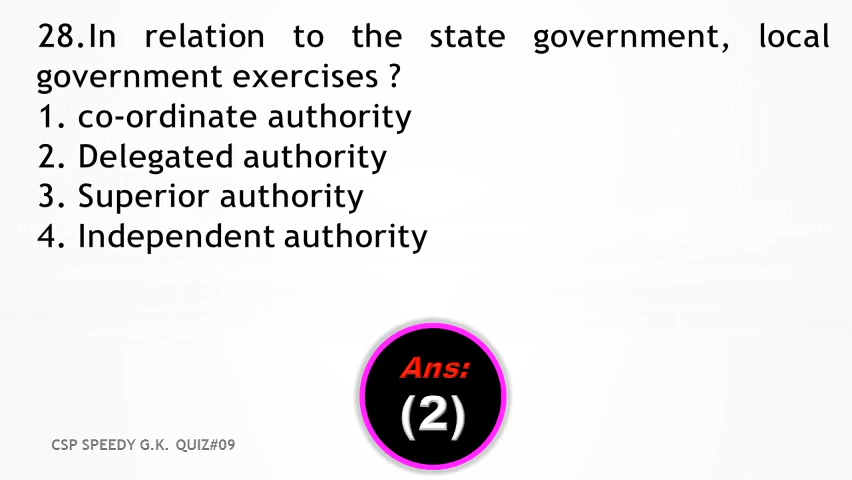 28.In relation to the state government, local
government exercises ?
1. co-ordinate authority
2. Delegated authority
3. Superior authority
4. Independent authority
Ans:
(2)
CSP SPEEDY G.K. QUIZ#09